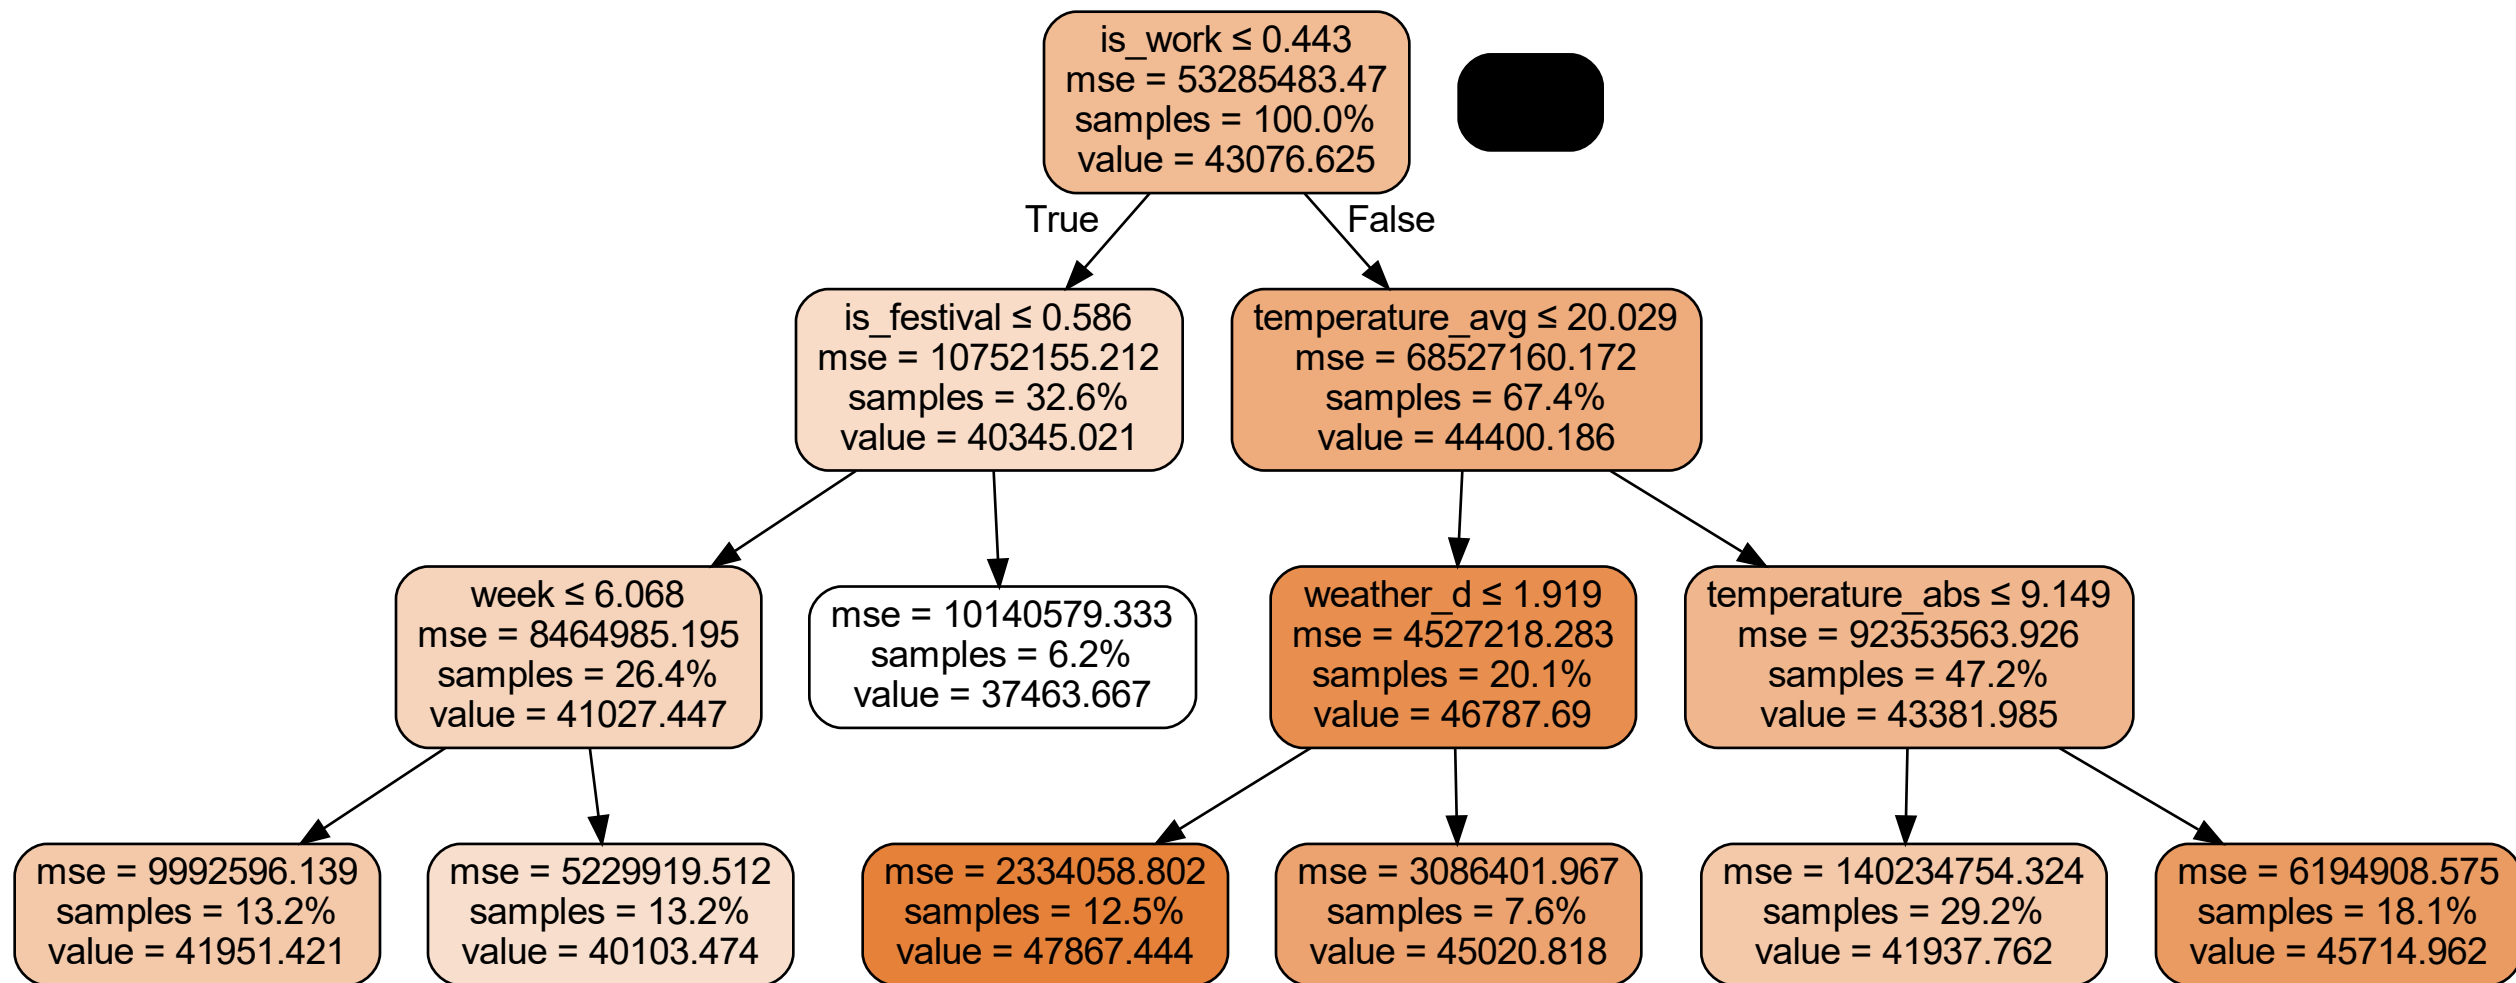 is_work ≤ 0.443
mse = 53285483.47
samples = 100.0%
value = 43076.625
True
False
is_festival ≤ 0.586
mse = 10752155.212
samples = 32.6%
value = 40345.021
temperature_avg ≤ 20.029
mse = 68527160.172
samples = 67.4%
value = 44400.186
week ≤ 6.068
mse = 8464985.195
samples = 26.4%
value = 41027.447
mse = 10140579.333
samples = 6.2%
value = 37463.667
weather_d ≤ 1.919
mse = 4527218.283
samples = 20.1%
value = 46787.69
temperature_abs ≤ 9.149
mse = 92353563.926
samples = 47.2%
value = 43381.985
mse = 9992596.139
samples = 13.2%
value = 41951.421
mse = 5229919.512
samples = 13.2%
value = 40103.474
mse = 2334058.802
samples = 12.5%
value = 47867.444
mse = 3086401.967
samples = 7.6%
value = 45020.818
mse = 140234754.324
samples = 29.2%
value = 41937.762
mse = 6194908.575
samples = 18.1%
value = 45714.962